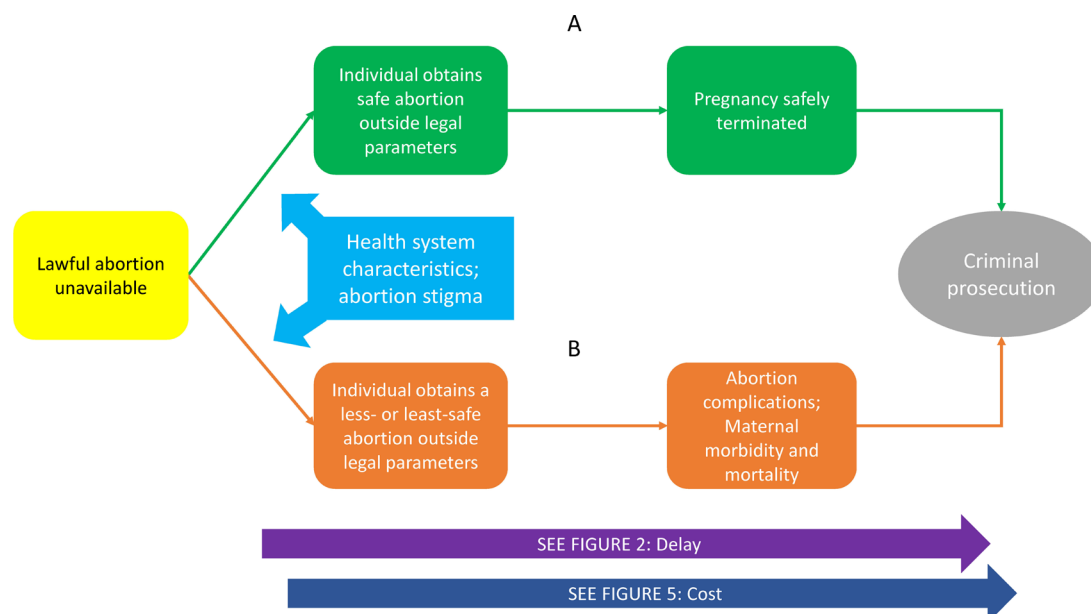 A
Individual obtains
safe abortion
outside legal
parameters
Pregnancy safely
terminated
Lawful abortion
unavailable
Health system
characteristics;
abortion stigma
Criminal
prosecution
B
Individual obtains a
less- or least-safe
abortion outside
legal parameters
Abortion
complications;
Maternal
morbidity and
mortality
SEE FIGURE 2: Delay
SEE FIGURE 5: Cost